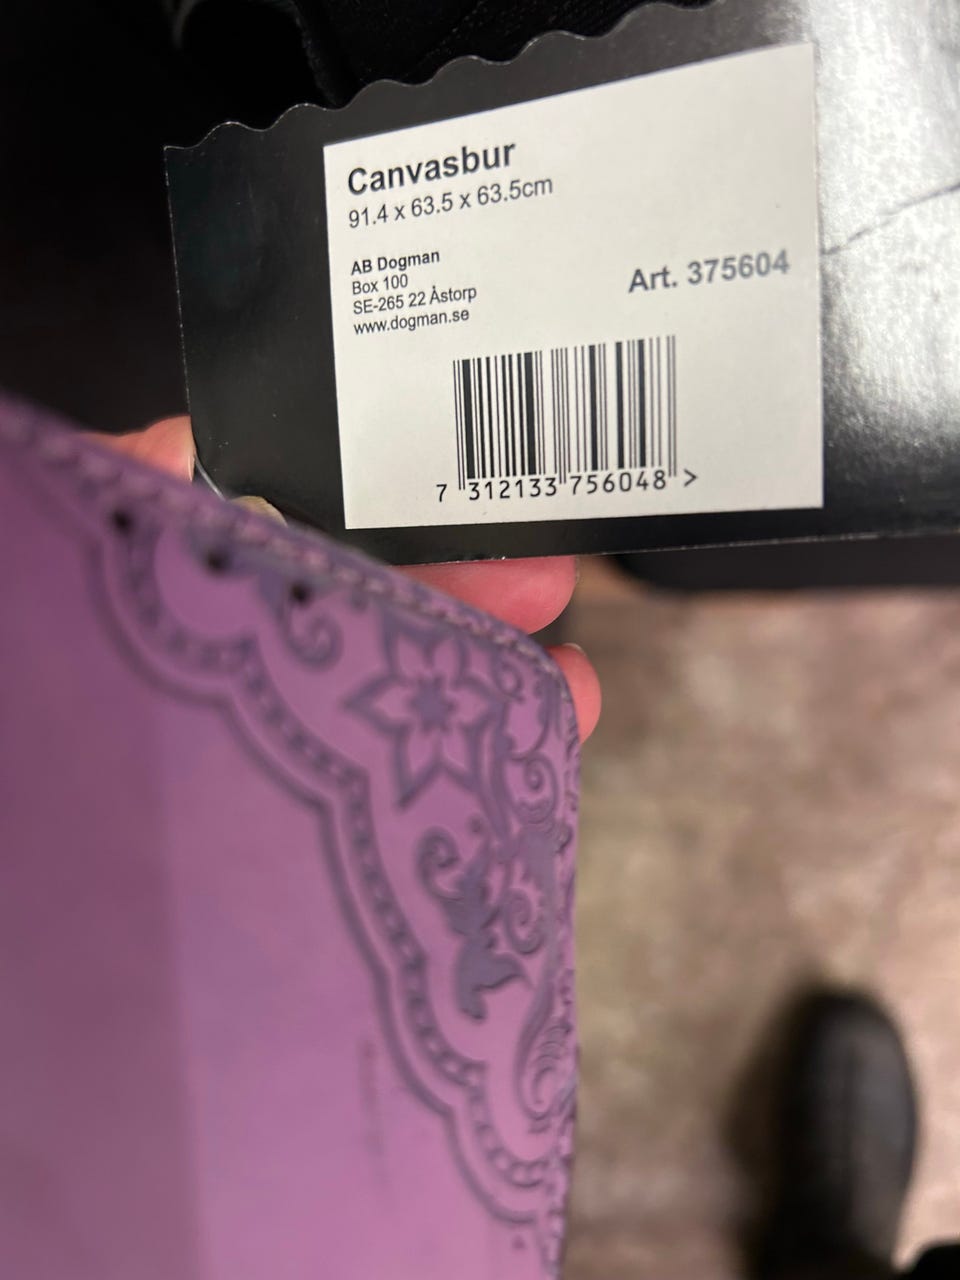 Canvasbur
91.4 x 63.5 x 63.5cm
AB Dogman
Box 100
SE-265 22 Åstorp
www.dogman.se
Art. 375604
7 312133 756048 >